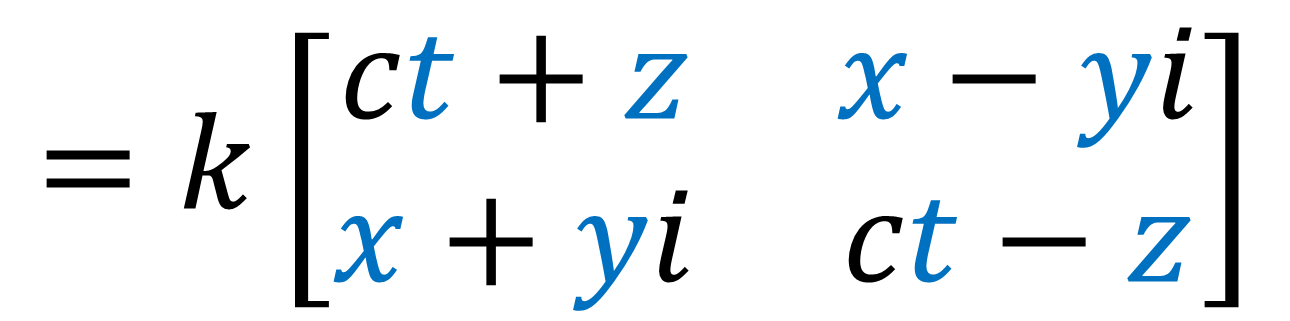 = k [ ct + z   x − yi
x + yi   ct − z ]